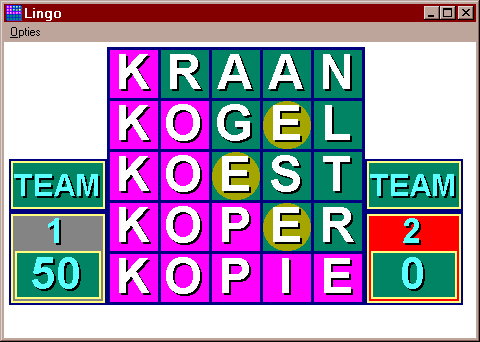 Lingo
Opties
KRAAN
KOGEL
KOEST
KOPER
KOPIE
TEAM
1
50
TEAM
2
0